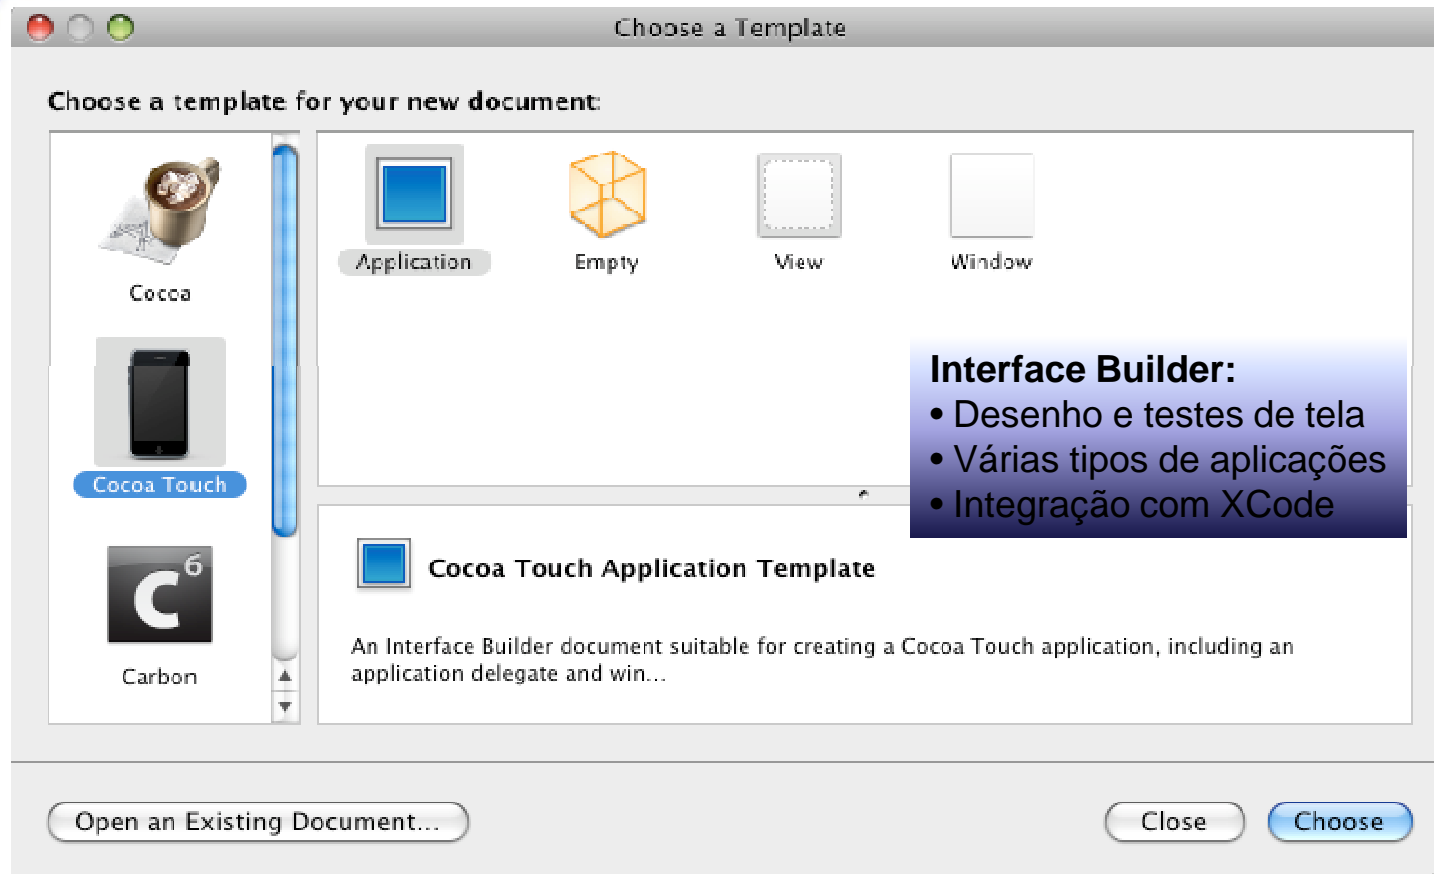 Choose a Template
Choose a template for your new document:
Cocoa
Cocoa Touch
C6
Carbon
Application
Empty
View
Window
Interface Builder:
• Desenho e testes de tela
• Várias tipos de aplicações
• Integração com XCode
Cocoa Touch Application Template
An Interface Builder document suitable for creating a Cocoa Touch application, including an
application delegate and win...
Open an Existing Document...
Close
Choose